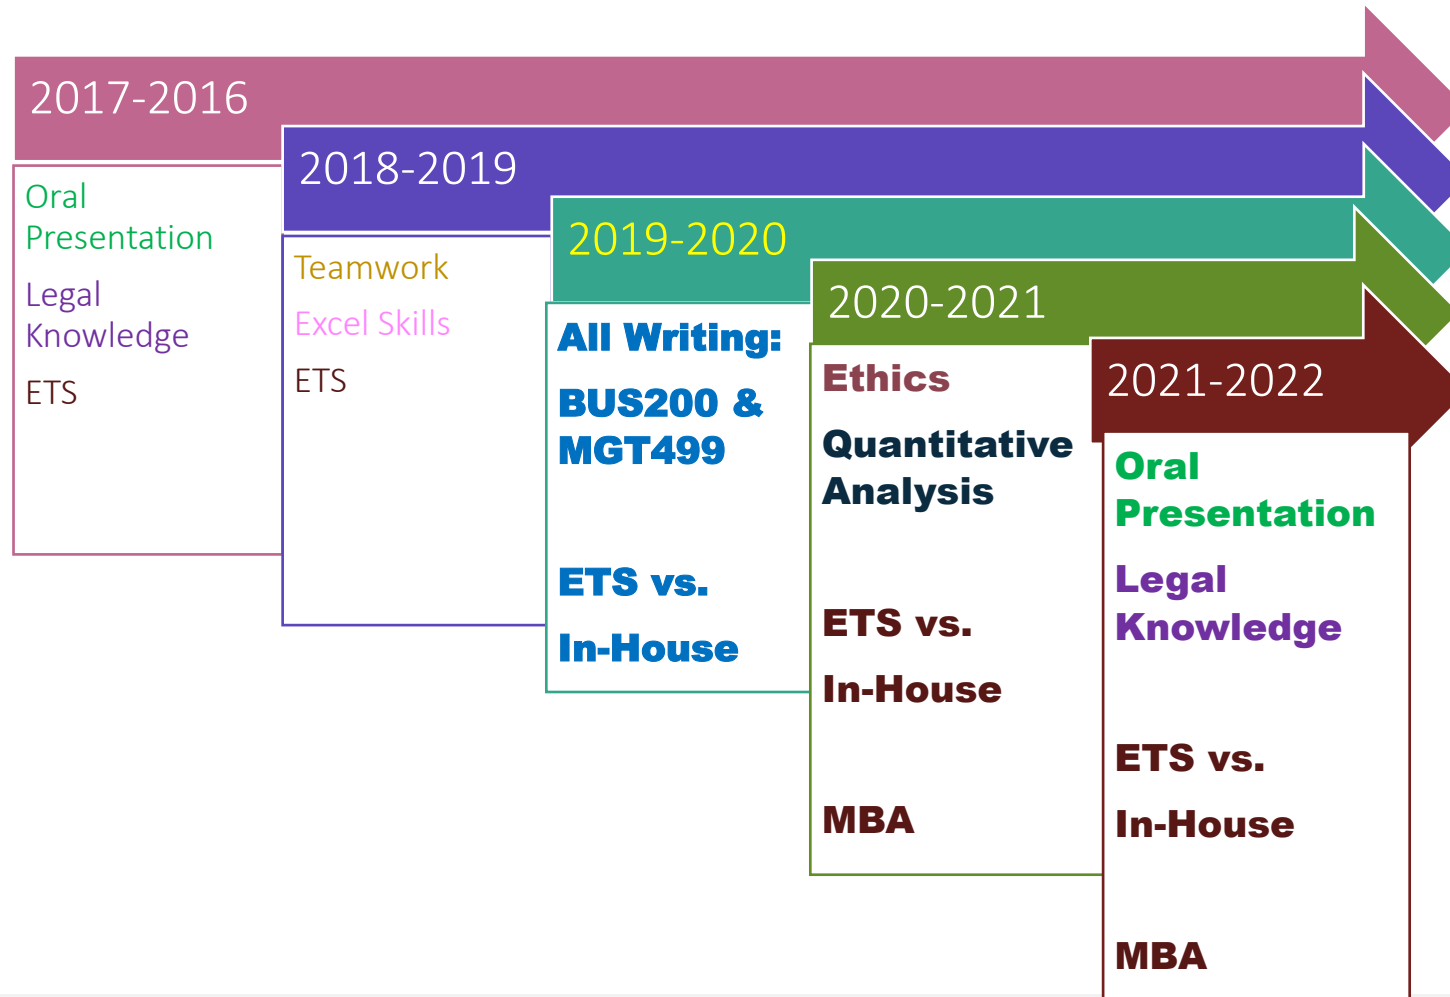 2017-2016
Oral
Presentation
Legal
Knowledge
ETS
2018-2019
Teamwork
Excel Skills
ETS
2019-2020
All Writing:
BUS200 &
MGT499
ETS vs.
In-House
2020-2021
Ethics
Quantitative
Analysis
ETS vs.
In-House
MBA
2021-2022
Oral
Presentation
Legal
Knowledge
ETS vs.
In-House
MBA